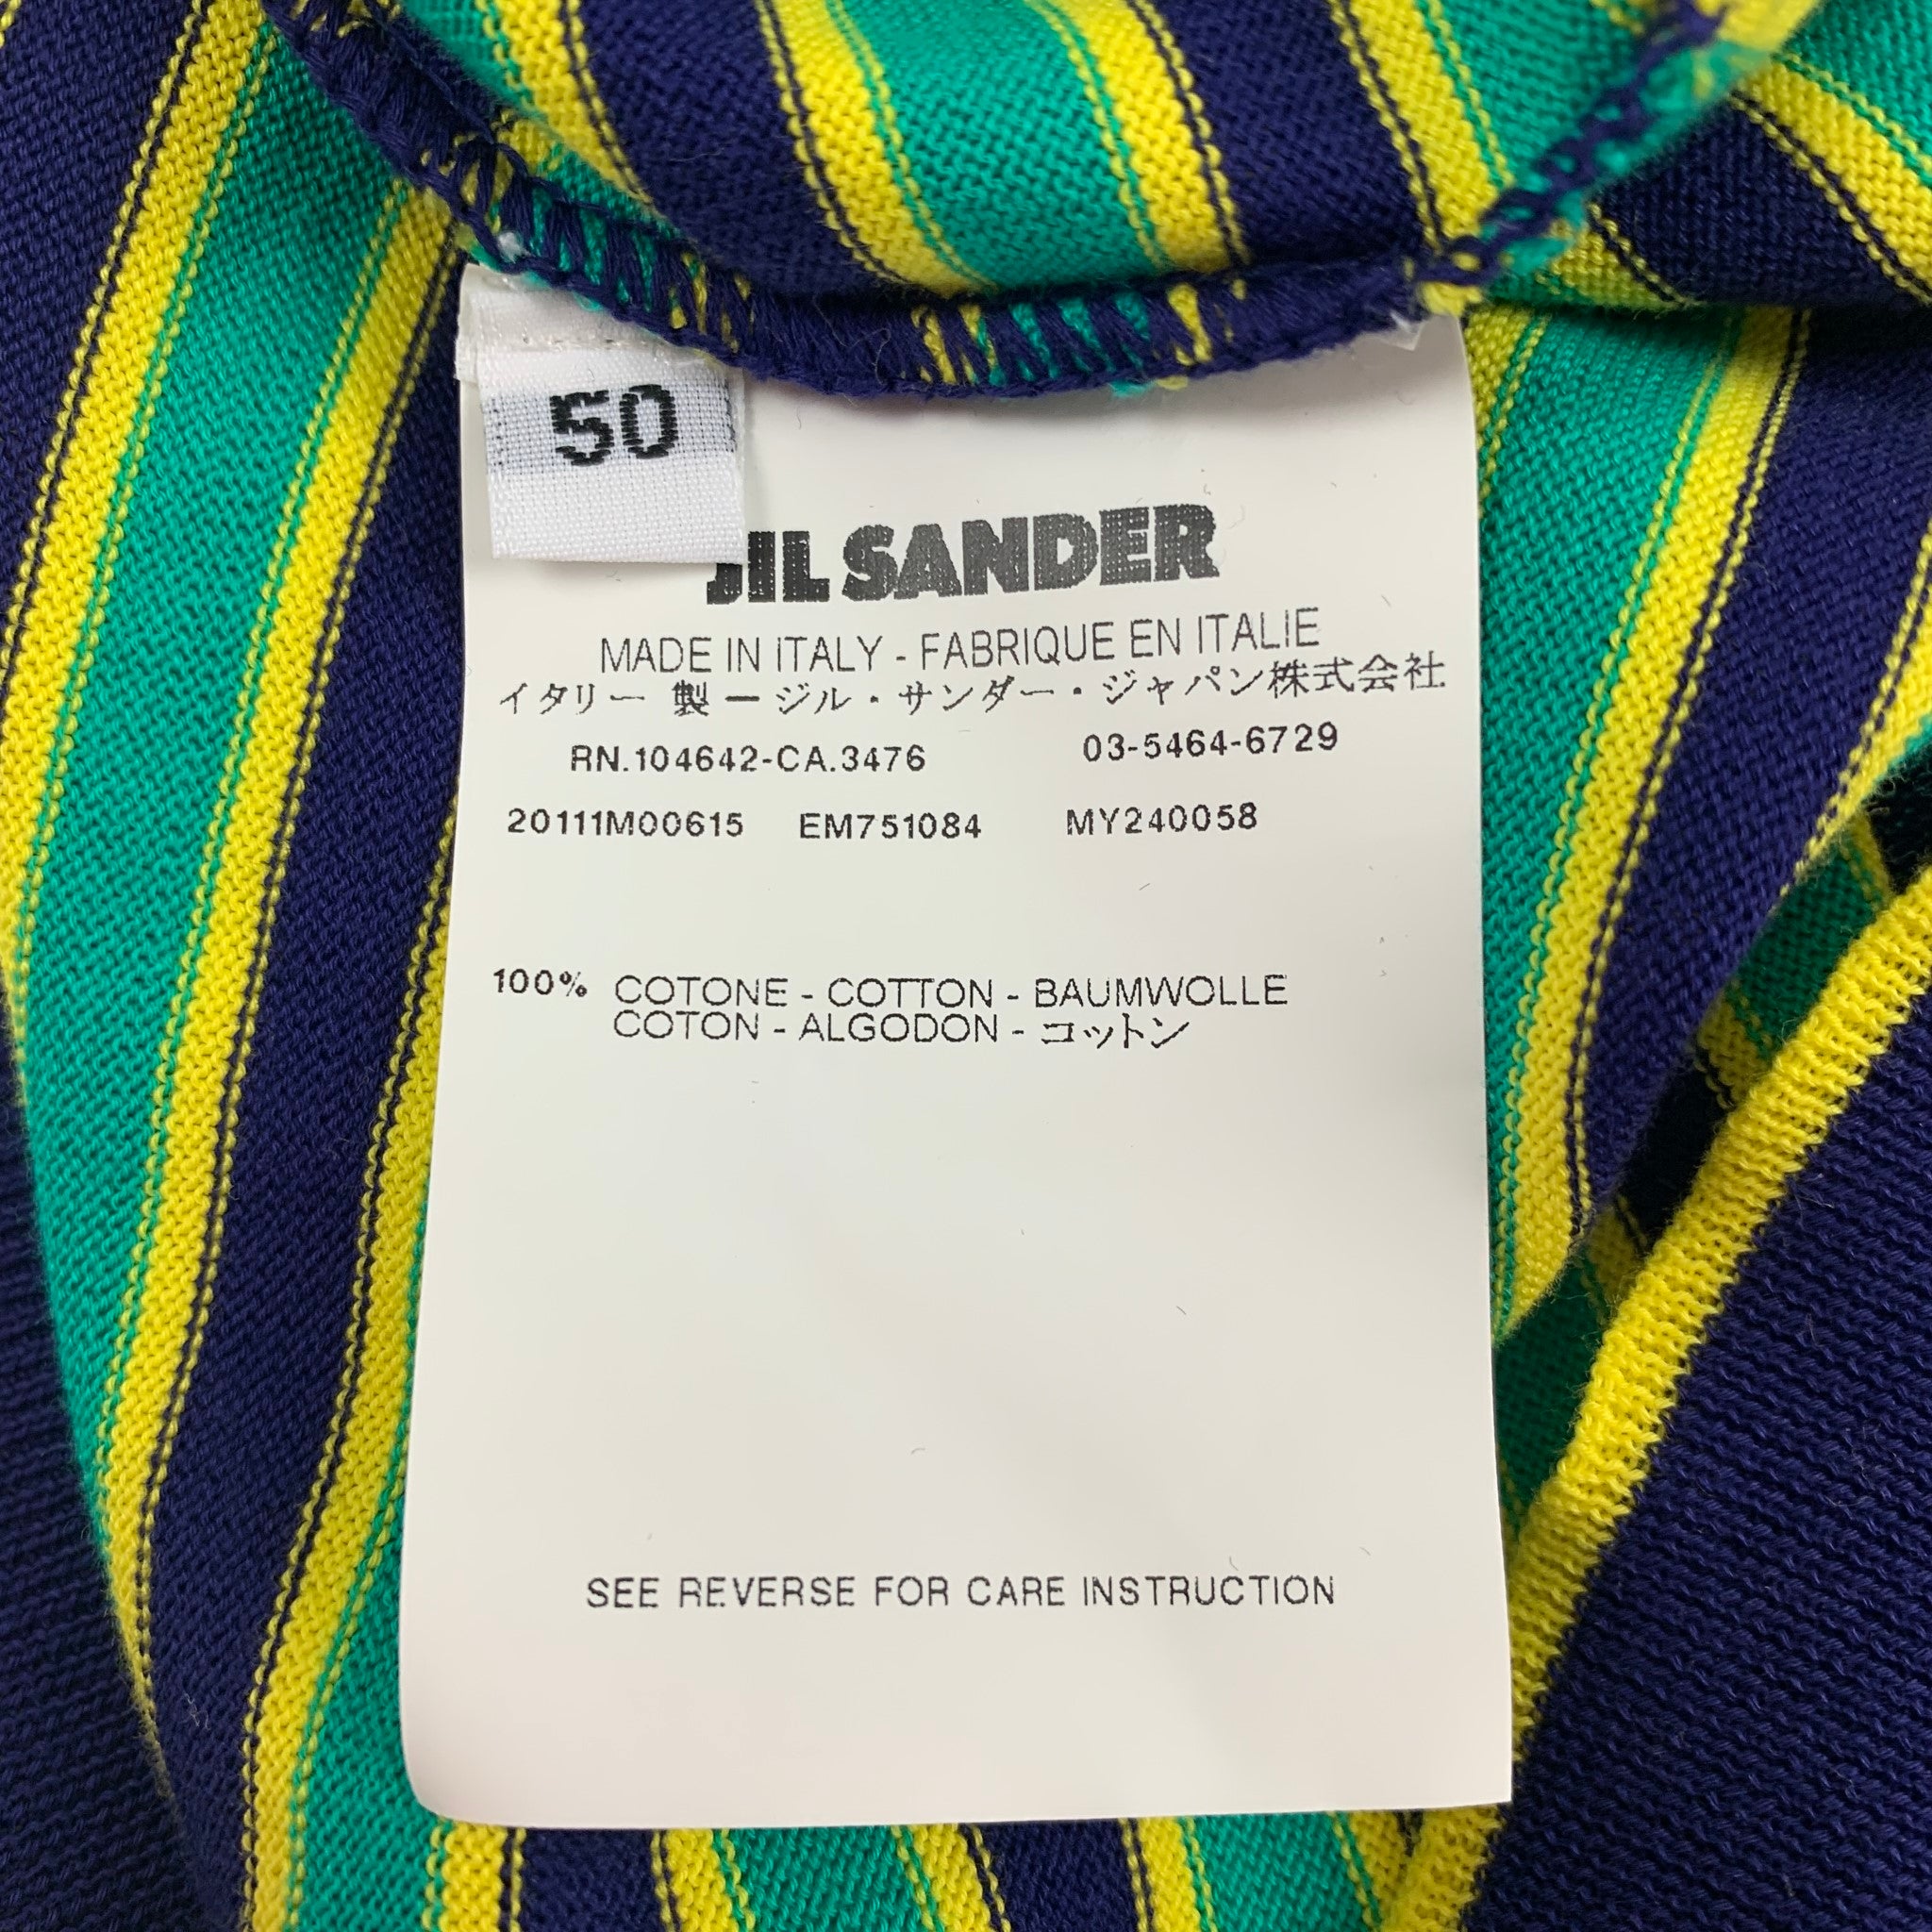 50
JIL SANDER
MADE IN ITALY - FABRIQUE EN ITALIE
イタリー 製 ー ジル・サンダー・ジャパン株式会社
RN.104642-CA.3476 03-5464-6729
20111M00615 EM751084 MY240058
100% COTONE - COTTON - BAUMWOLLE
COTON - ALGODON - コットン
SEE REVERSE FOR CARE INSTRUCTION